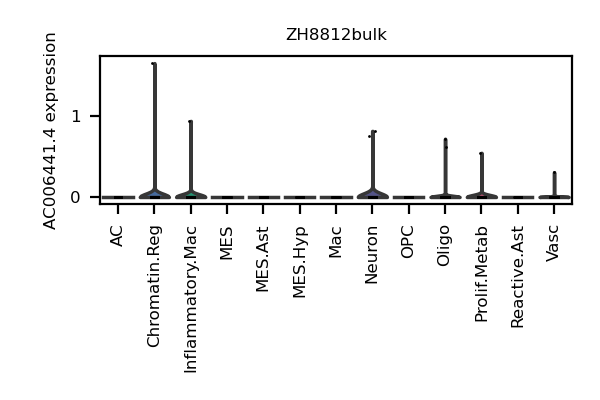 ZH8812bulk
AC006441.4 expression
1
0
AC
Chromatin.Reg
Inflammatory.Mac
MES
MES.Ast
MES.Hyp
Mac
Neuron
OPC
Oligo
Prolif.Metab
Reactive.Ast
Vasc